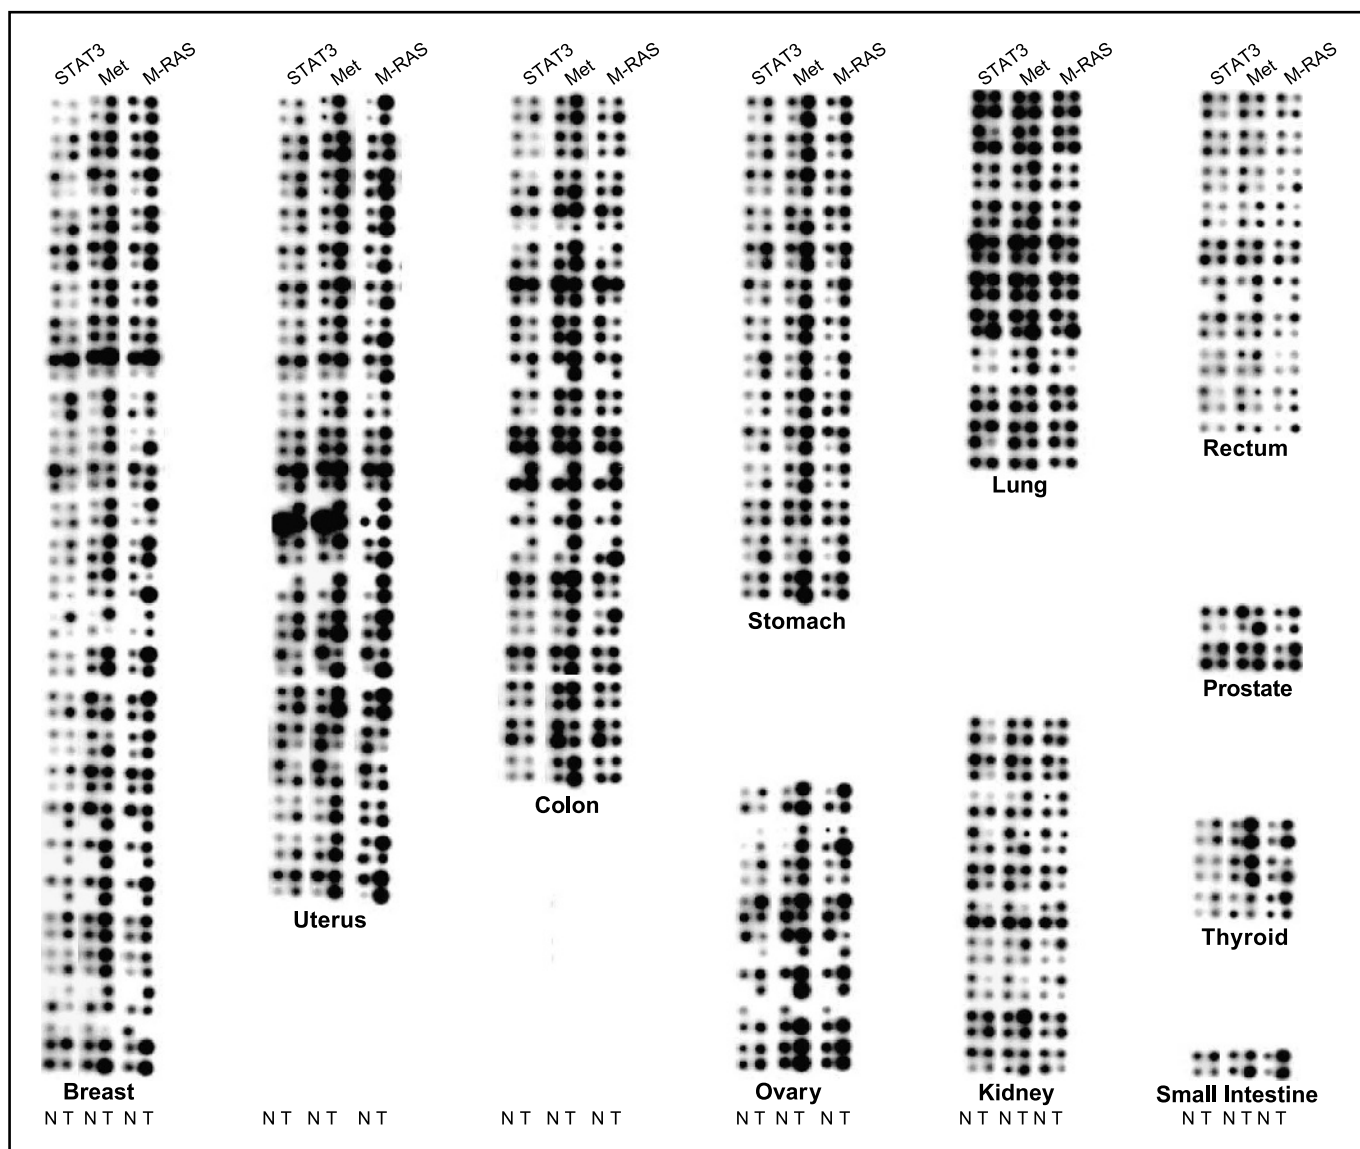 STAT3 Met M-RAS STAT3 Met M-RAS STAT3 Met M-RAS STAT3 Met M-RAS STAT3 Met M-RAS STAT3 Met M-RAS
Rectum
Lung
Stomach
Prostate
Colon
Uterus
Thyroid
Breast Ovary Kidney Small Intestine
N T N T N T N T N T N T N T N T N T N T N T N T N T N T N T N T N T N T